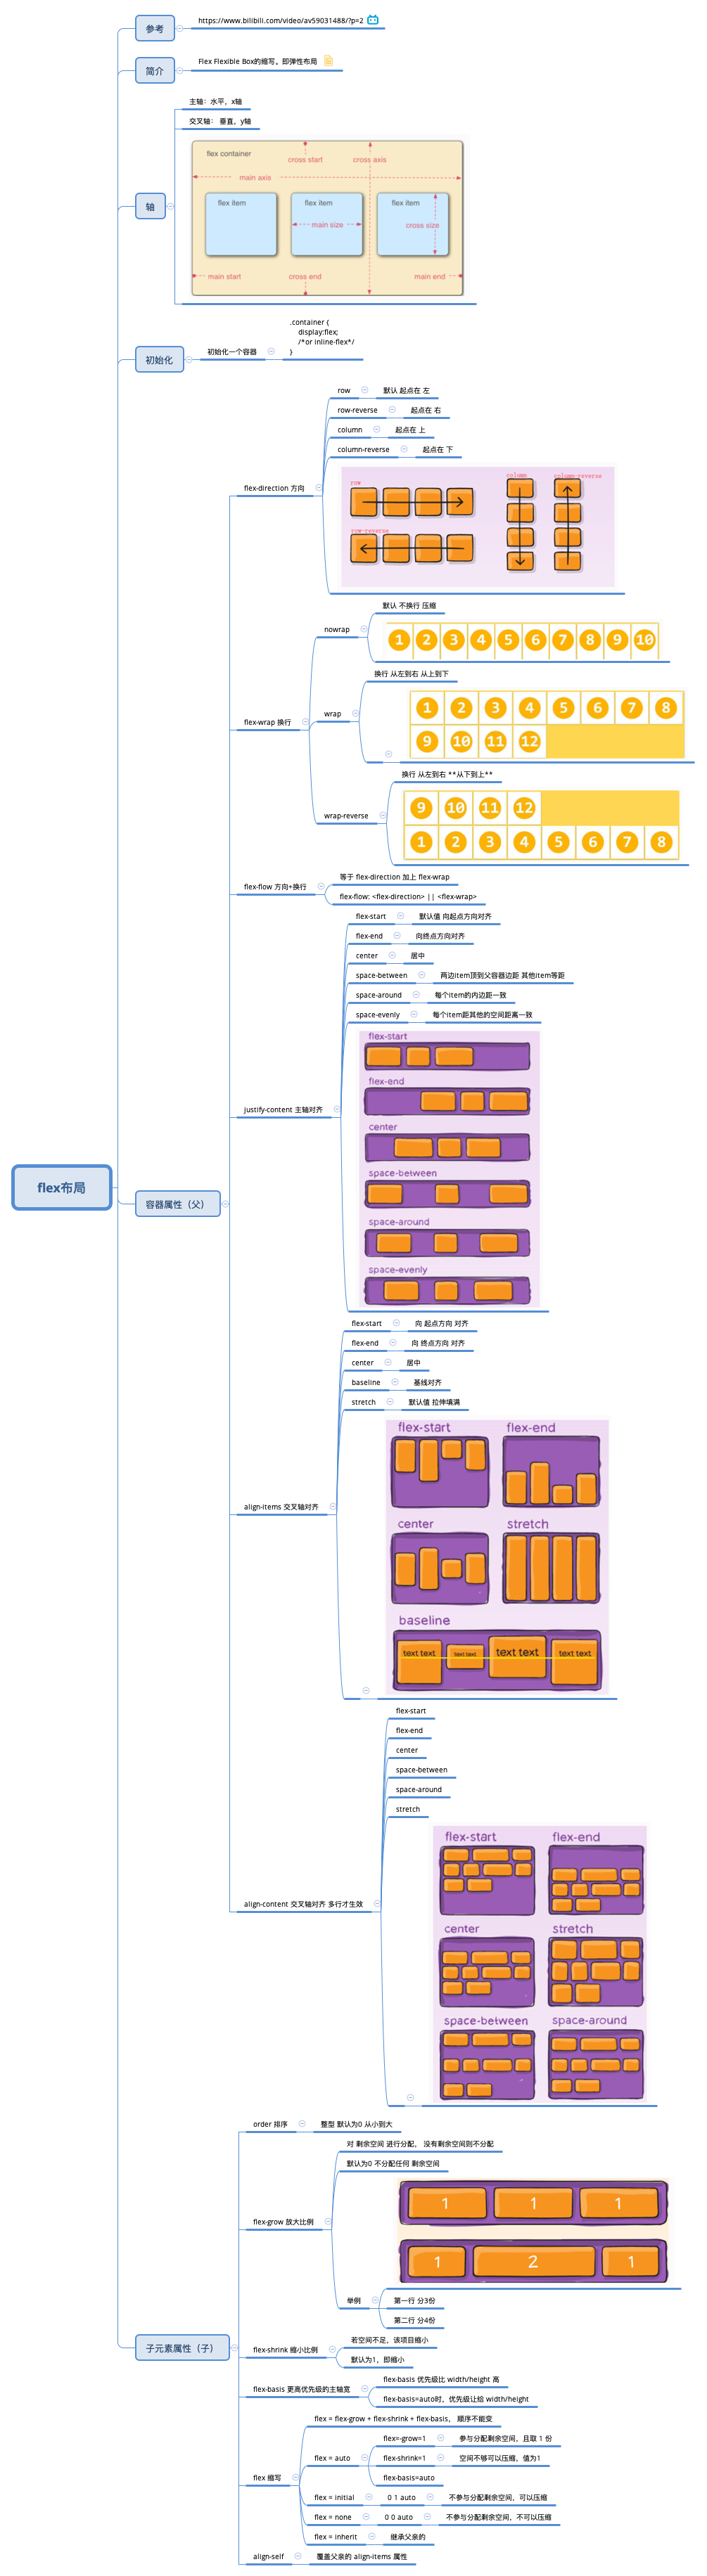 flex布局
参考
https://www.bilibili.com/video/av59031488/?p=2
简介
Flex Flexible Box的缩写，即弹性布局
轴
主轴：水平，x轴
交叉轴： 垂直，y轴
flex container
cross start
cross axis
main axis
flex item
flex item
flex item
main size
cross size
main start
cross end
main end
初始化
初始化一个容器
.container {
display:flex;
/*or inline-flex*/
}
容器属性（父）
flex-direction 方向
row
默认 起点在 左
row-reverse
起点在 右
column
起点在 上
column-reverse
起点在 下
row
column
column-reverse
row-reverse
flex-wrap 换行
nowrap
默认 不换行 压缩
1 2 3 4 5 6 7 8 9 10
wrap
换行 从左到右 从上到下
1 2 3 4 5 6 7 8
9 10 11 12
wrap-reverse
换行 从左到右 **从下到上**
9 10 11 12
1 2 3 4 5 6 7 8
flex-flow 方向+换行
等于 flex-direction 加上 flex-wrap
flex-flow: <flex-direction> || <flex-wrap>
justify-content 主轴对齐
flex-start
默认值 向起点方向对齐
flex-end
向终点方向对齐
center
居中
space-between
两边item顶到父容器边距 其他item等距
space-around
每个item的内边距一致
space-evenly
每个item距其他的空间距离一致
flex-start
flex-end
center
space-between
space-around
space-evenly
align-items 交叉轴对齐
flex-start
向 起点方向 对齐
flex-end
向 终点方向 对齐
center
居中
baseline
基线对齐
stretch
默认值 拉伸填满
flex-start
flex-end
center
stretch
baseline
text text
text text
text text
text text
align-content 交叉轴对齐 多行才生效
flex-start
flex-end
center
space-between
space-around
stretch
flex-start
flex-end
center
stretch
space-between
space-around
子元素属性（子）
order 排序
整型 默认为0 从小到大
flex-grow 放大比例
对 剩余空间 进行分配， 没有剩余空间则不分配
默认为0 不分配任何 剩余空间
举例
1 1 1
1 2 1
第一行 分3份
第二行 分4份
flex-shrink 缩小比例
若空间不足，该项目缩小
默认为1，即缩小
flex-basis 更高优先级的主轴宽
flex-basis 优先级比 width/height 高
flex-basis=auto时，优先级让给 width/height
flex 缩写
flex = flex-grow + flex-shrink + flex-basis， 顺序不能变
flex = auto
flex=-grow=1
参与分配剩余空间，且取 1 份
flex-shrink=1
空间不够可以压缩，值为1
flex-basis=auto
flex = initial
0 1 auto
不参与分配剩余空间，可以压缩
flex = none
0 0 auto
不参与分配剩余空间，不可以压缩
flex = inherit
继承父亲的
align-self
覆盖父亲的 align-items 属性